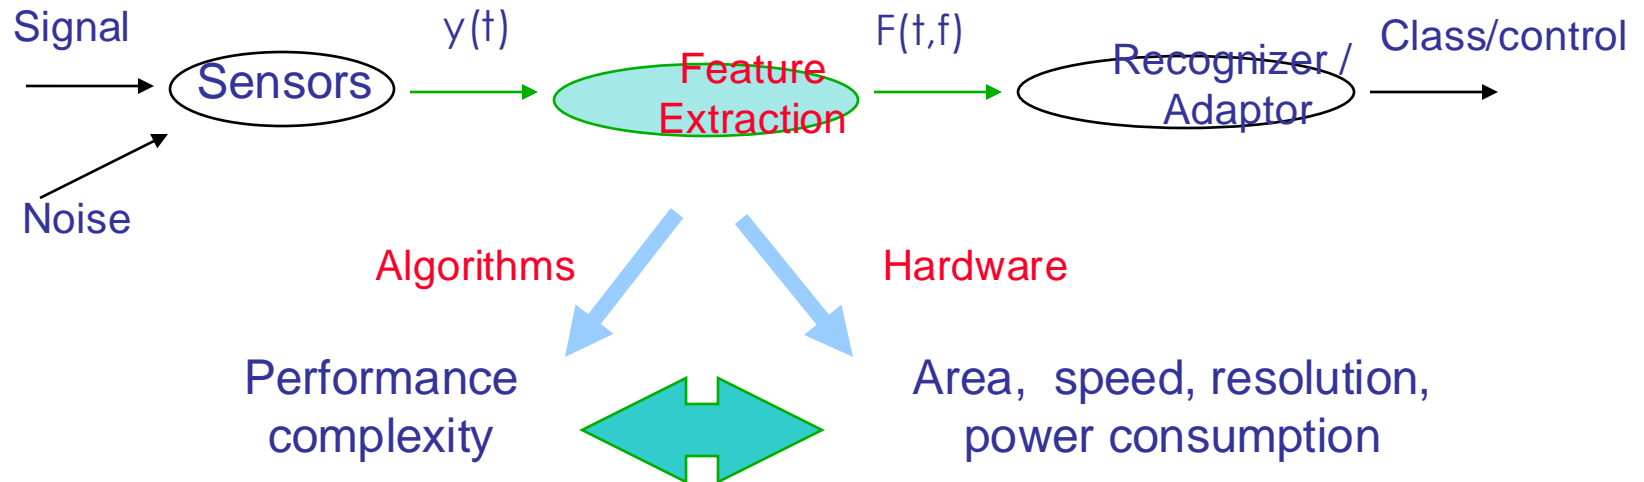 Signal
y(t)
F(t,f)
Class/control
Sensors
Feature
Extraction
Recognizer /
Adaptor
Noise
Algorithms
Hardware
Performance
complexity
Area, speed, resolution,
power consumption